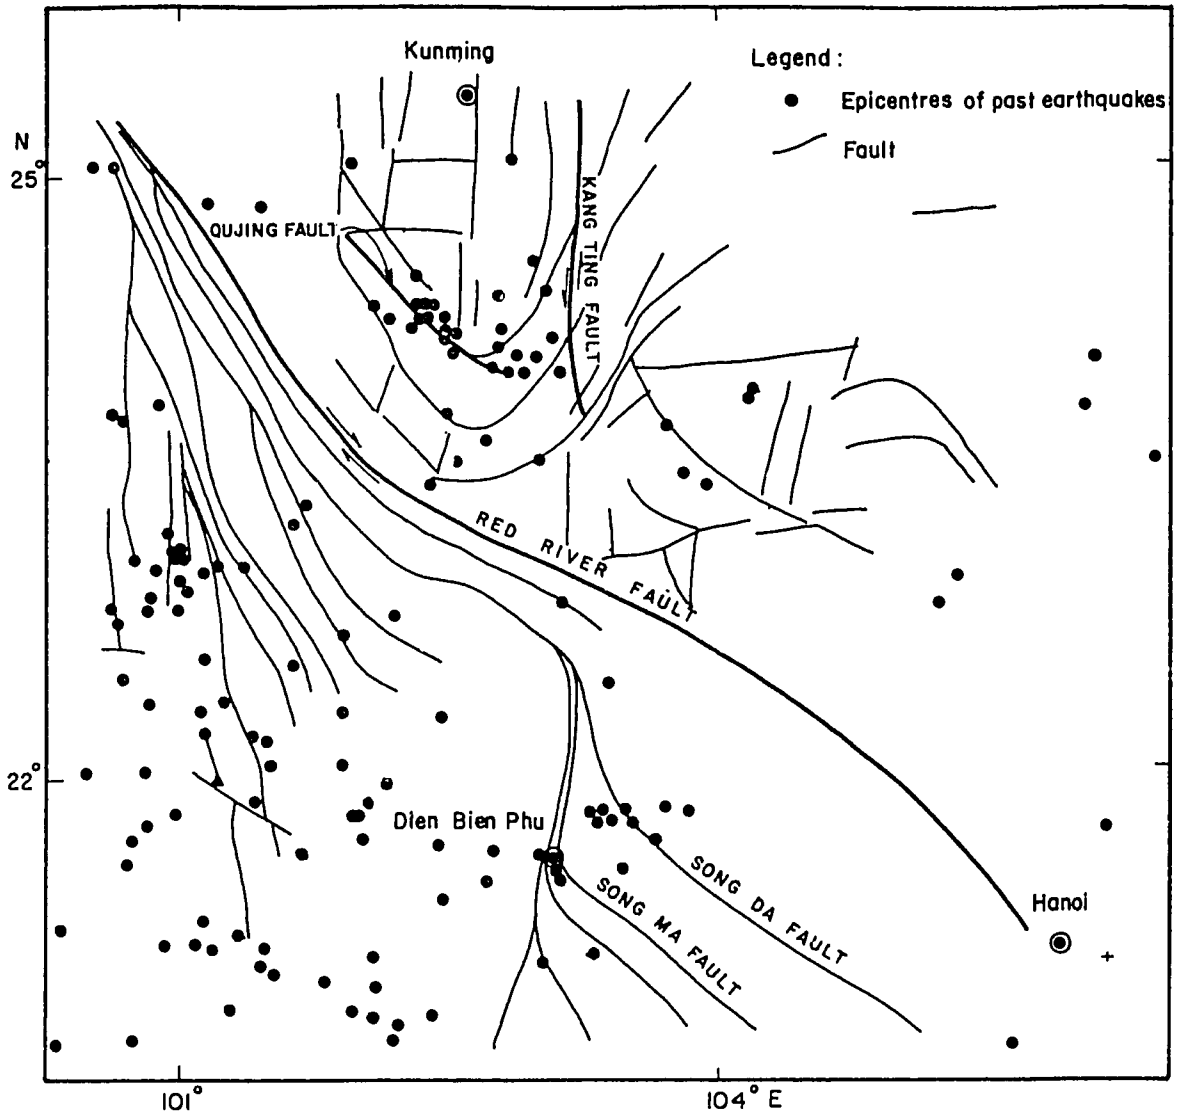 Kunming
Legend :
Epicentres of past earthquakes
Fault
N
25°
QUJING FAULT
KANG TING FAULT
RED RIVER FAULT
22°
Dien Bien Phu
SONG DA FAULT
SONG MA FAULT
Hanoi
101°
104° E